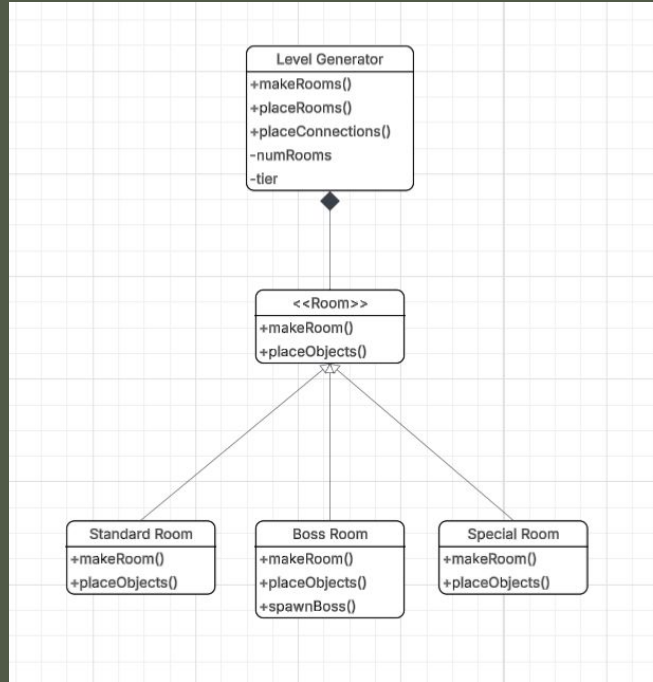 Level Generator
+makeRooms()
+placeRooms()
+placeConnections()
-numRooms
-tier
<<Room>>
+makeRoom()
+placeObjects()
Standard Room
+makeRoom()
+placeObjects()
Boss Room
+makeRoom()
+placeObjects()
+spawnBoss()
Special Room
+makeRoom()
+placeObjects()